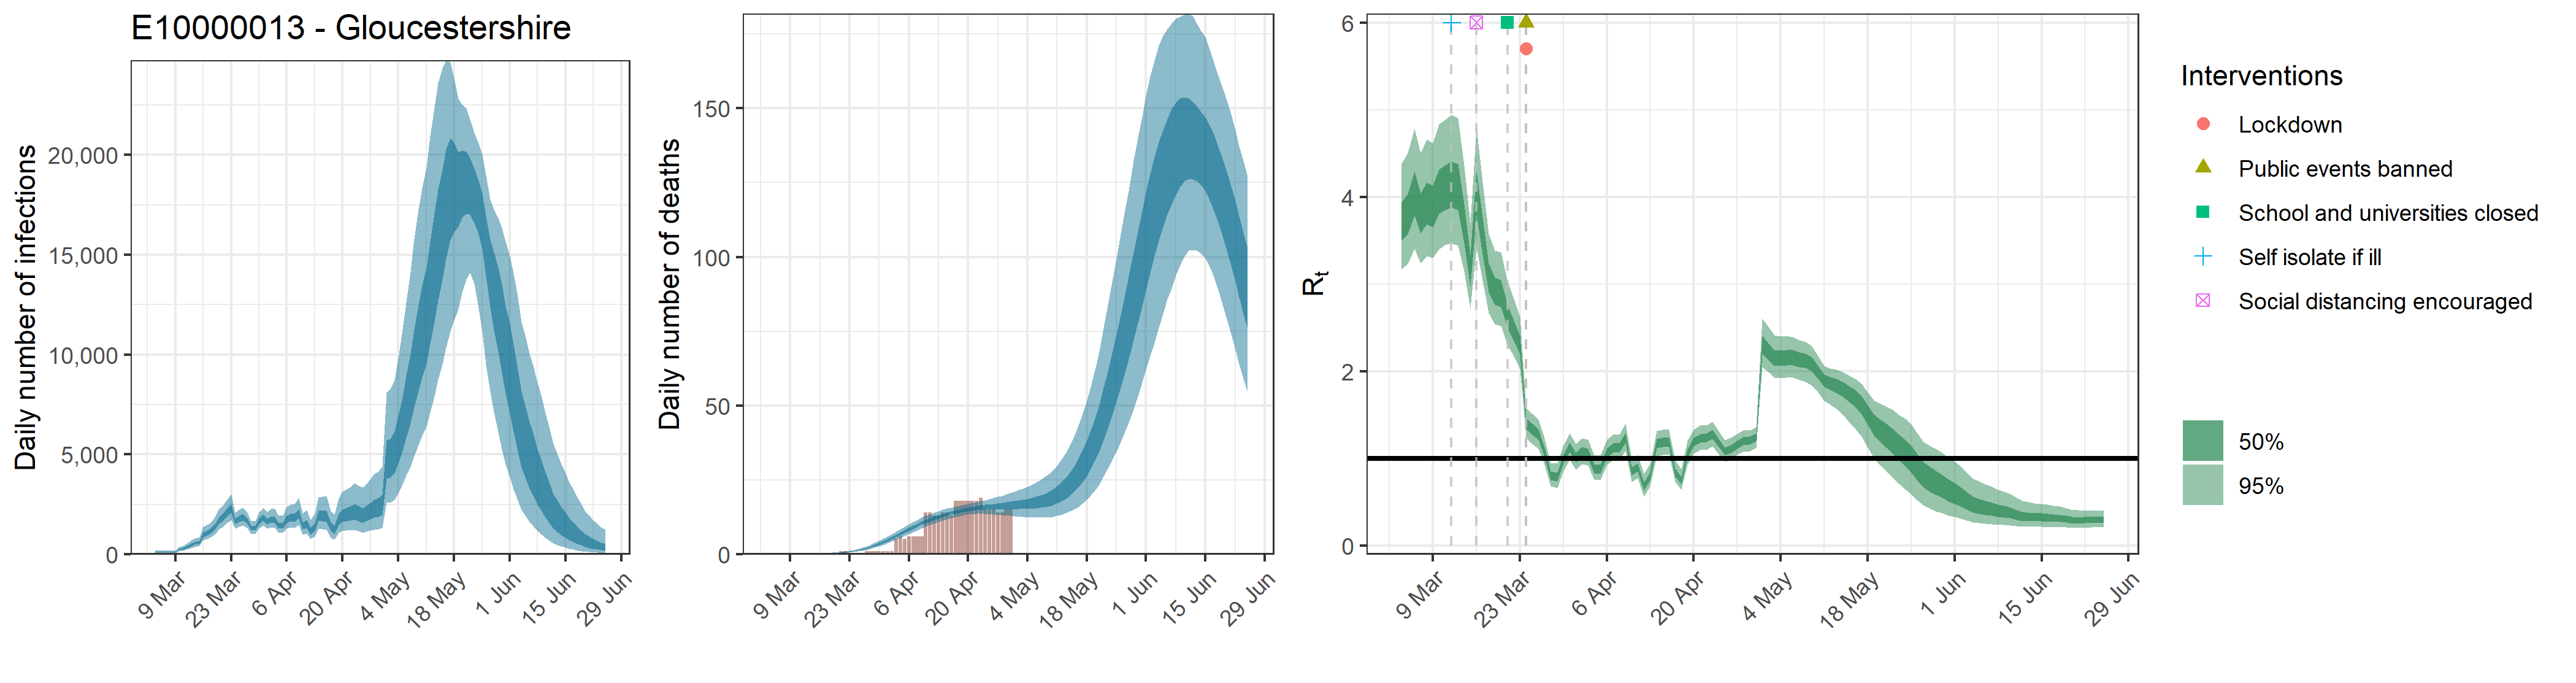 E10000013 - Gloucestershire
Daily number of infections
20,000
15,000
10,000
5,000
0
9 Mar
23 Mar
6 Apr
20 Apr
4 May
18 May
1 Jun
15 Jun
29 Jun
Daily number of deaths
150
100
50
0
9 Mar
23 Mar
6 Apr
20 Apr
4 May
18 May
1 Jun
15 Jun
29 Jun
Rt
6
4
2
0
9 Mar
23 Mar
6 Apr
20 Apr
4 May
18 May
1 Jun
15 Jun
29 Jun
Interventions
Lockdown
Public events banned
School and universities closed
Self isolate if ill
Social distancing encouraged
50%
95%